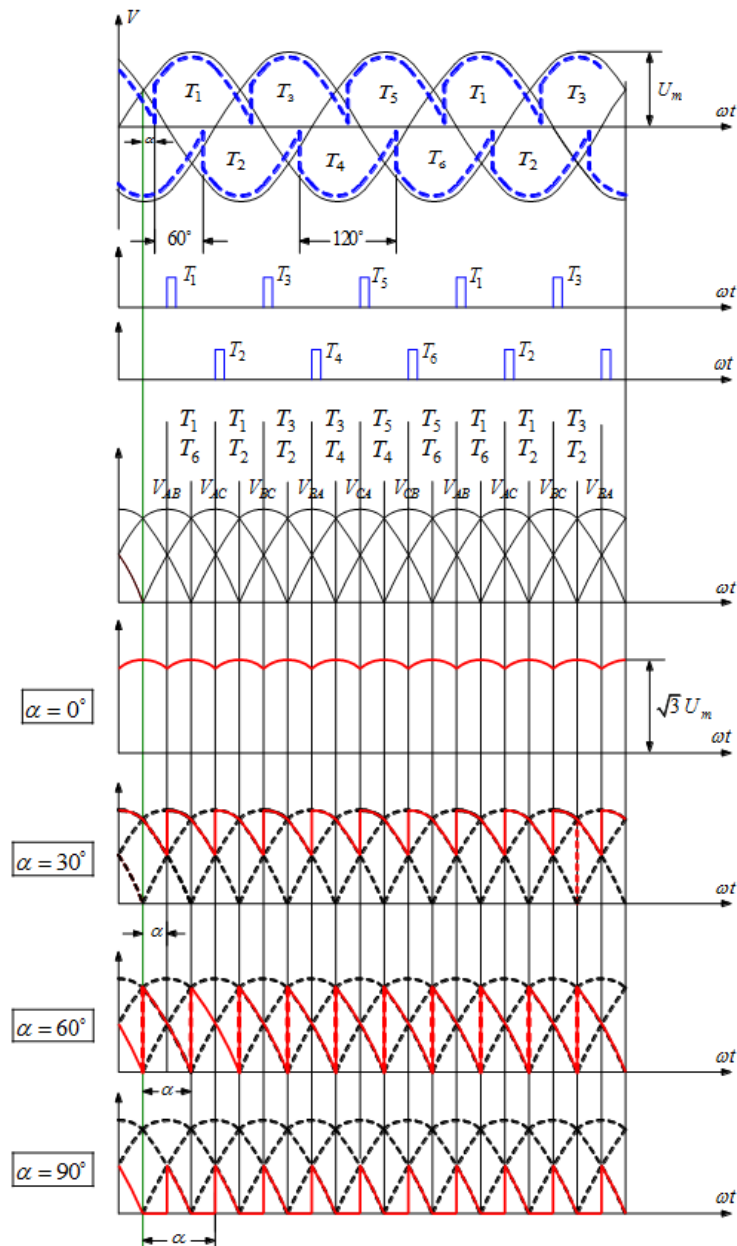 V
T₁ T₃ T₅ T₁ T₃ Uₘ
ωt
α
T₂ T₄ T₆ T₂
60° 120°
T₁ T₃ T₅ T₁ T₃
ωt
T₂ T₄ T₆ T₂
ωt
T₁ T₁ T₃ T₃ T₅ T₅ T₁ T₁ T₃
T₆ T₂ T₂ T₄ T₄ T₆ T₆ T₂ T₂
V_AB V_AC V_BC V_BA V_CA V_CB V_AB V_AC V_BC V_BA
ωt
α = 0°
√3 Uₘ
ωt
α = 30°
ωt
α
α = 60°
ωt
α
α = 90°
ωt
α